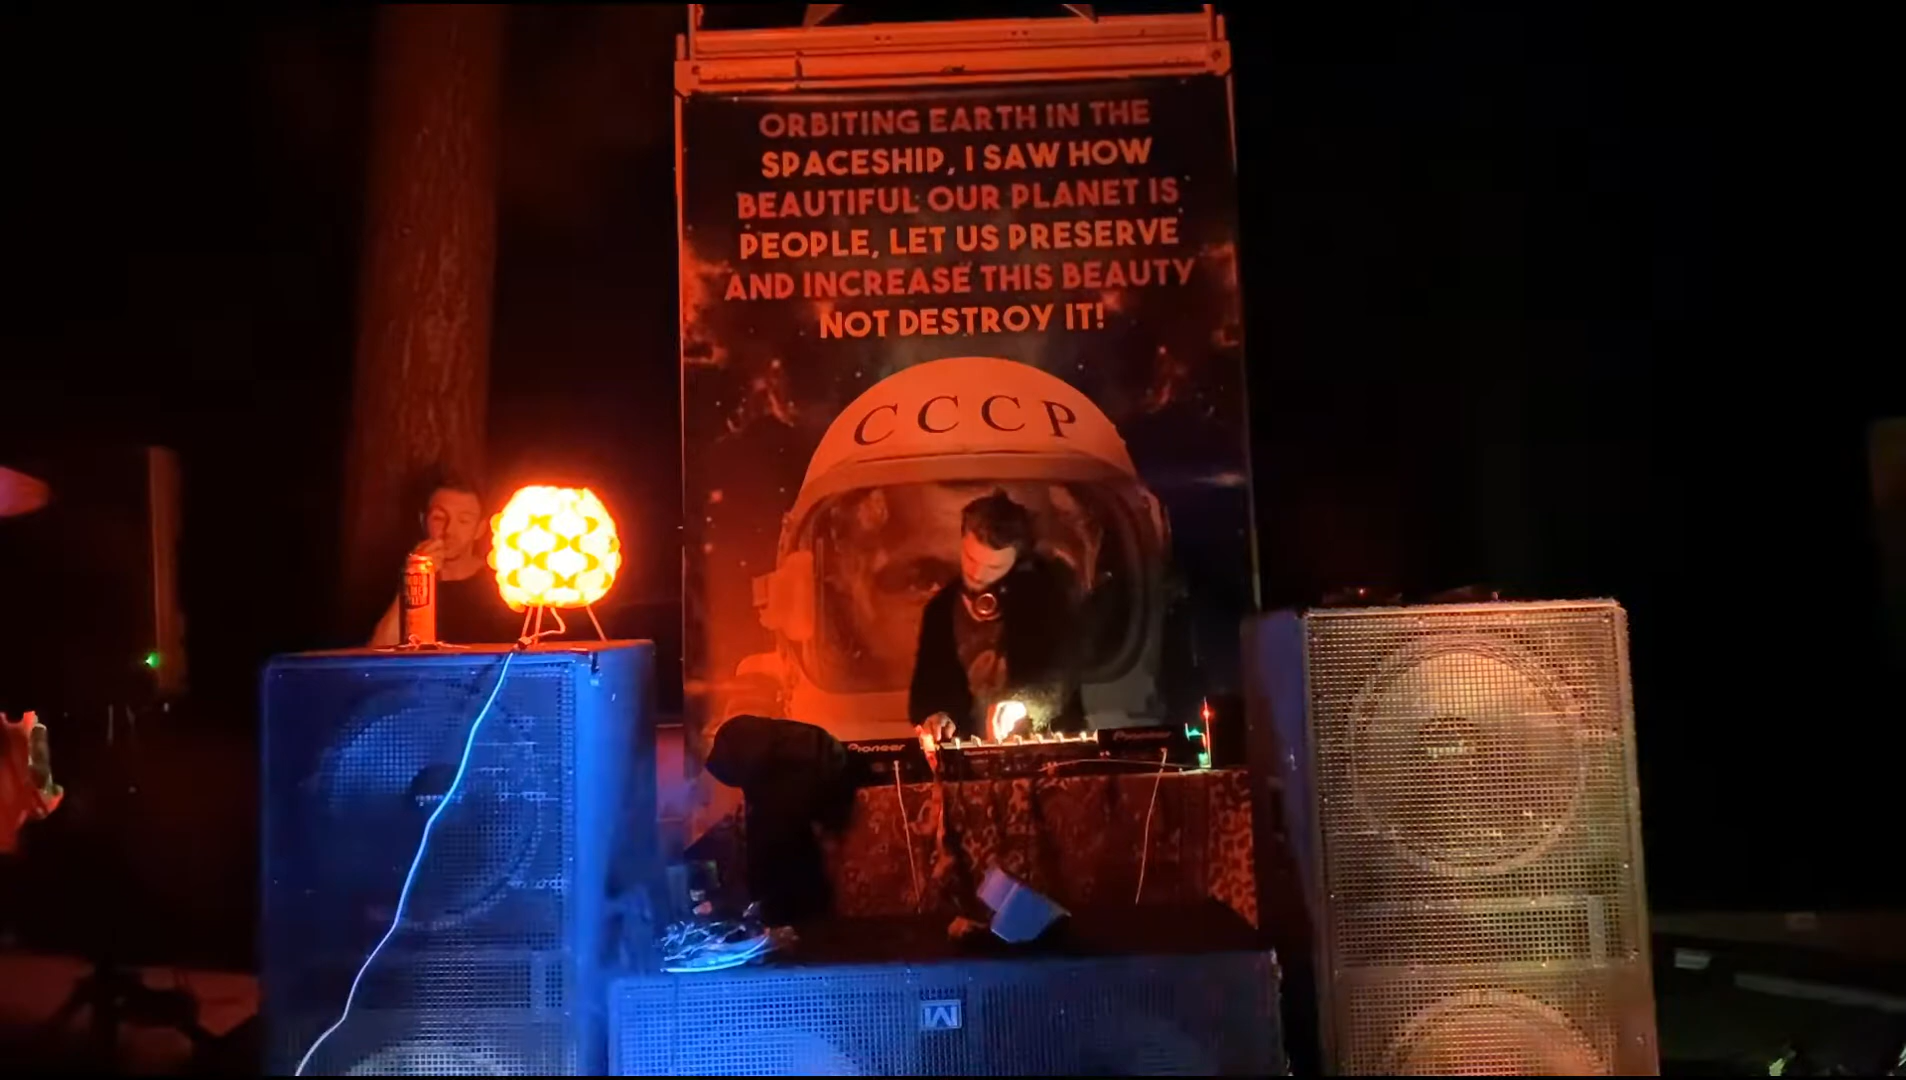 ORBITING EARTH IN THE
SPACESHIP, I SAW HOW
BEAUTIFUL OUR PLANET IS
PEOPLE, LET US PRESERVE
AND INCREASE THIS BEAUTY
NOT DESTROY IT!
СССР
Pioneer
Pioneer